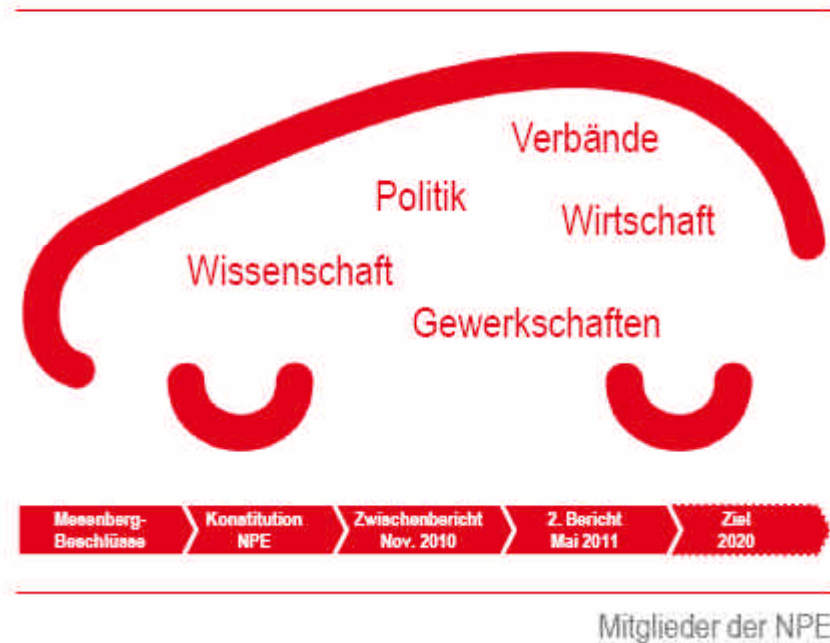 Verbände
Politik
Wirtschaft
Wissenschaft
Gewerkschaften
Mesenberg-
Beschlüsse
Konstitution
NPE
Zwischenbericht
Nov. 2010
2. Bericht
Mai 2011
Ziel
2020
Mitglieder der NPE